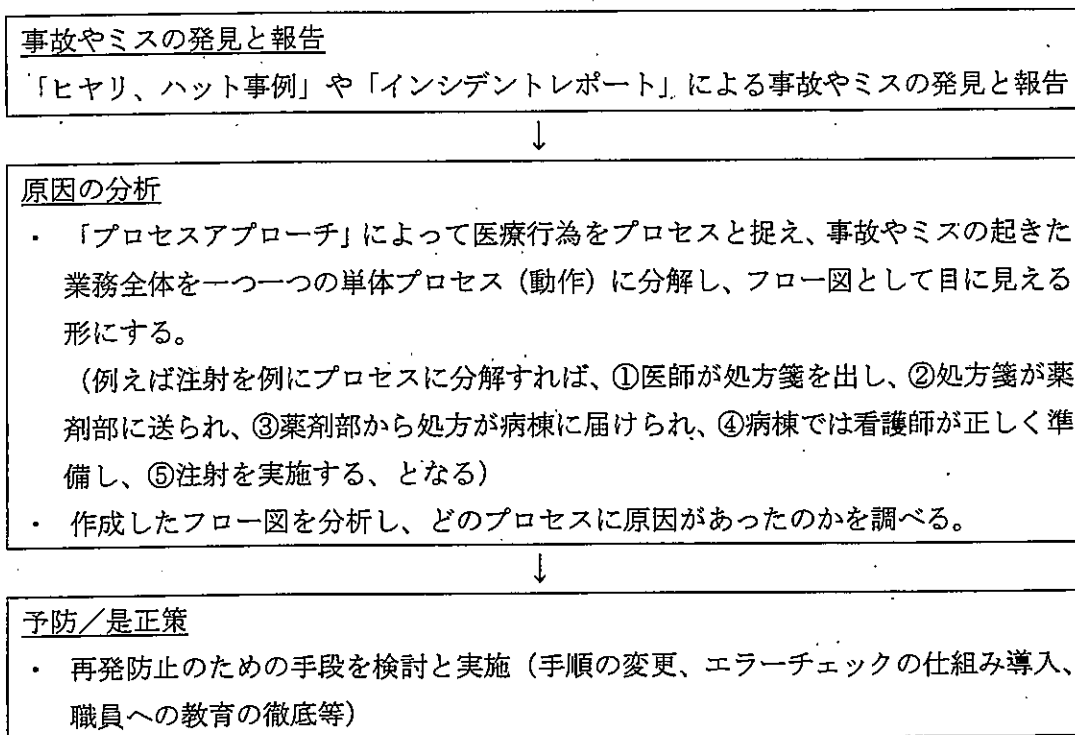 事故やミスの発見と報告
「ヒヤリ、ハット事例」や「インシデントレポート」による事故やミスの発見と報告
↓
原因の分析
・ 「プロセスアプローチ」によって医療行為をプロセスと捉え、事故やミズの起きた
業務全体を一つ一つの単体プロセス（動作）に分解し、フロー図として目に見える
形にする。
（例えば注射を例にプロセスに分解すれば、①医師が処方箋を出し、②処方箋が薬
剤部に送られ、③薬剤部から処方が病棟に届けられ、④病棟では看護師が正しく準
備し、⑤注射を実施する、となる）
・ 作成したフロー図を分析し、どのプロセスに原因があったのかを調べる。
↓
予防／是正策
・ 再発防止のための手段を検討と実施（手順の変更、エラーチェックの仕組み導入、
職員への教育の徹底等）